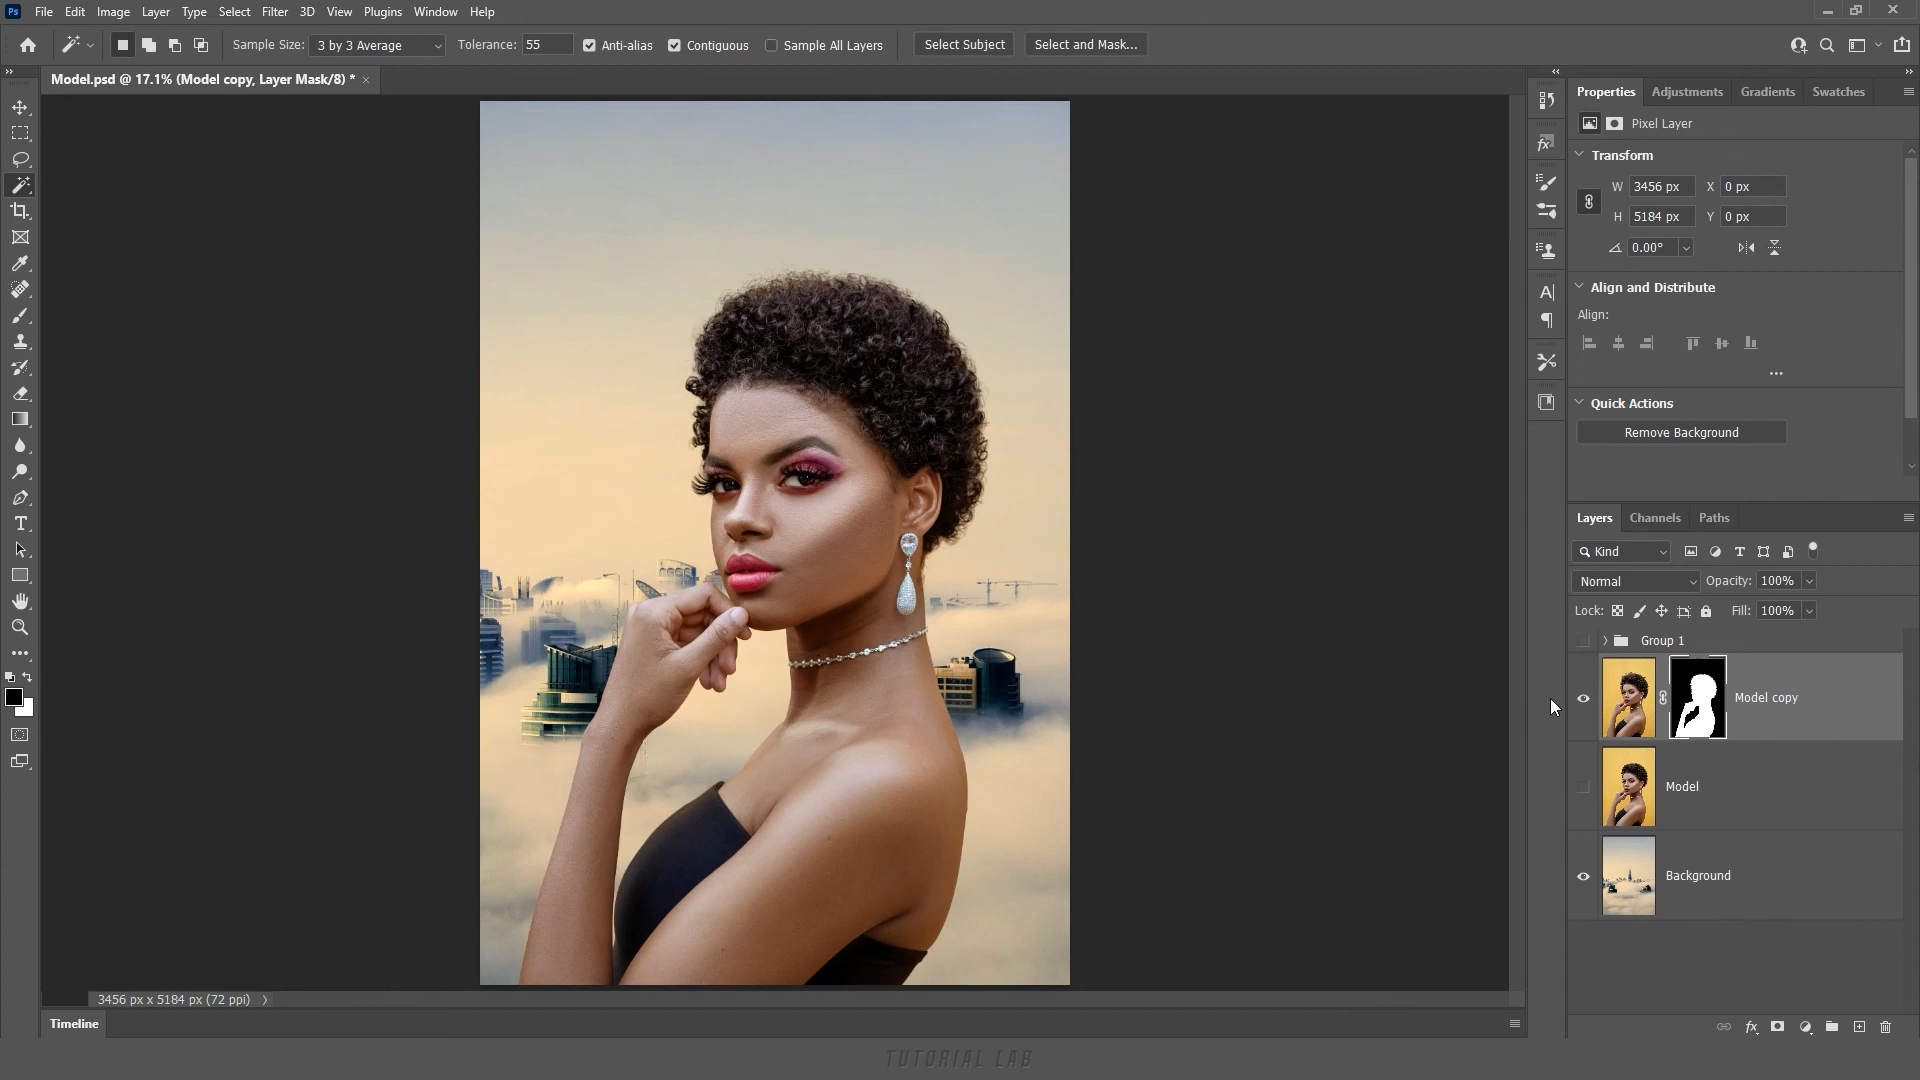 Ps File Edit Image Layer Type Select Filter 3D View Plugins Window Help
Sample Size: 3 by 3 Average Tolerance: 55 Anti-alias Contiguous Sample All Layers Select Subject Select and Mask...
Model.psd @ 17.1% (Model copy, Layer Mask/8) * ×
Properties Adjustments Gradients Swatches
Pixel Layer
Transform
W 3456 px X 0 px
H 5184 px Y 0 px
0.00°
Align and Distribute
Align:
Quick Actions
Remove Background
Layers Channels Paths
Kind
Normal Opacity: 100%
Lock: Fill: 100%
Group 1
Model copy
Model
Background
3456 px x 5184 px (72 ppi)
Timeline
TUTORIAL LAB